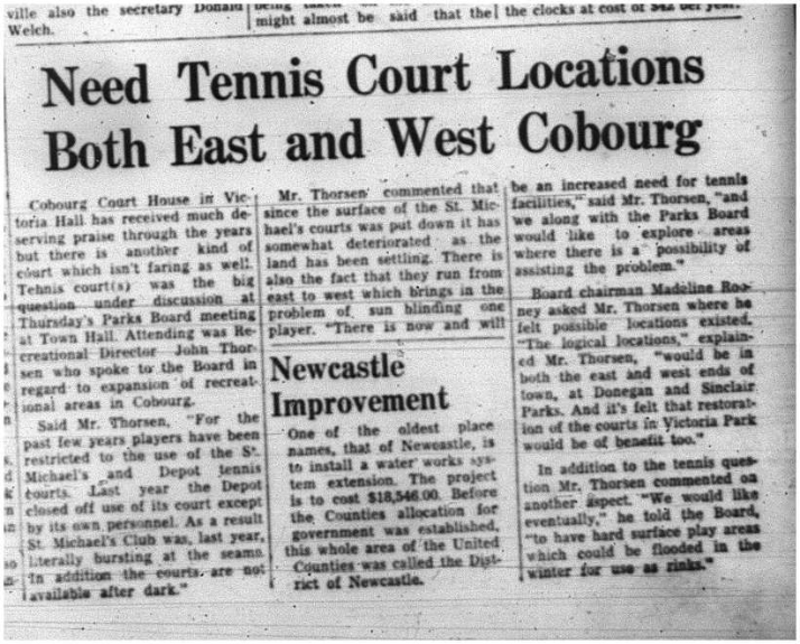 ville also the secretary Donald
Welch.
might almost be said that the
the clocks at cost of $42 per year.
Need Tennis Court Locations
Both East and West Cobourg
Cobourg Court House in Vic-
toria Hall has received much de-
serving praise through the years
but there is another kind of
court which isn't faring as well.
Tennis court(s) was the big
question under discussion at
Thursday's Parks Board meeting
at Town Hall. Attending was Re-
creational Director John Thor-
sen who spoke to the Board in
regard to expansion of recreat-
ional areas in Cobourg.
Said Mr. Thorsen, "For the
past few years players have been
restricted to the use of the St.
Michael's and Depot tennis
courts. Last year the Depot
closed off use of its court except
by its own personnel. As a result
St. Michael's Club was, last year,
literally bursting at the seams.
In addition the courts are not
available after dark."
Mr. Thorsen commented that
since the surface of the St. Mic-
hael's courts was put down it has
somewhat deteriorated as the
land has been settling. There is
also the fact that they run from
east to west which brings in the
problem of sun blinding one
player. "There is now and will
Newcastle
Improvement
One of the oldest place
names, that of Newcastle, is
to install a water works sys-
tem extension. The project
is to cost $18,546.00. Before
the Counties allocation for
government was established,
this whole area of the United
Counties was called the Dist-
rict of Newcastle.
be an increased need for tennis
facilities," said Mr. Thorsen, "and
we along with the Parks Board
would like to explore areas
where there is a possibility of
assisting the problem."
Board chairman Madeline Roo-
ney asked Mr. Thorsen where he
felt possible locations existed.
"The logical locations," explain-
ed Mr. Thorsen, "would be in
both the east and west ends of
town, at Donegan and Sinclair
Parks. And it's felt that restorat-
ion of the courts in Victoria Park
would be of benefit too."
In addition to the tennis ques-
tion Mr. Thorsen commented on
another aspect. "We would like
eventually," he told the Board,
"to have hard surface play areas
which could be flooded in the
winter for use as rinks."